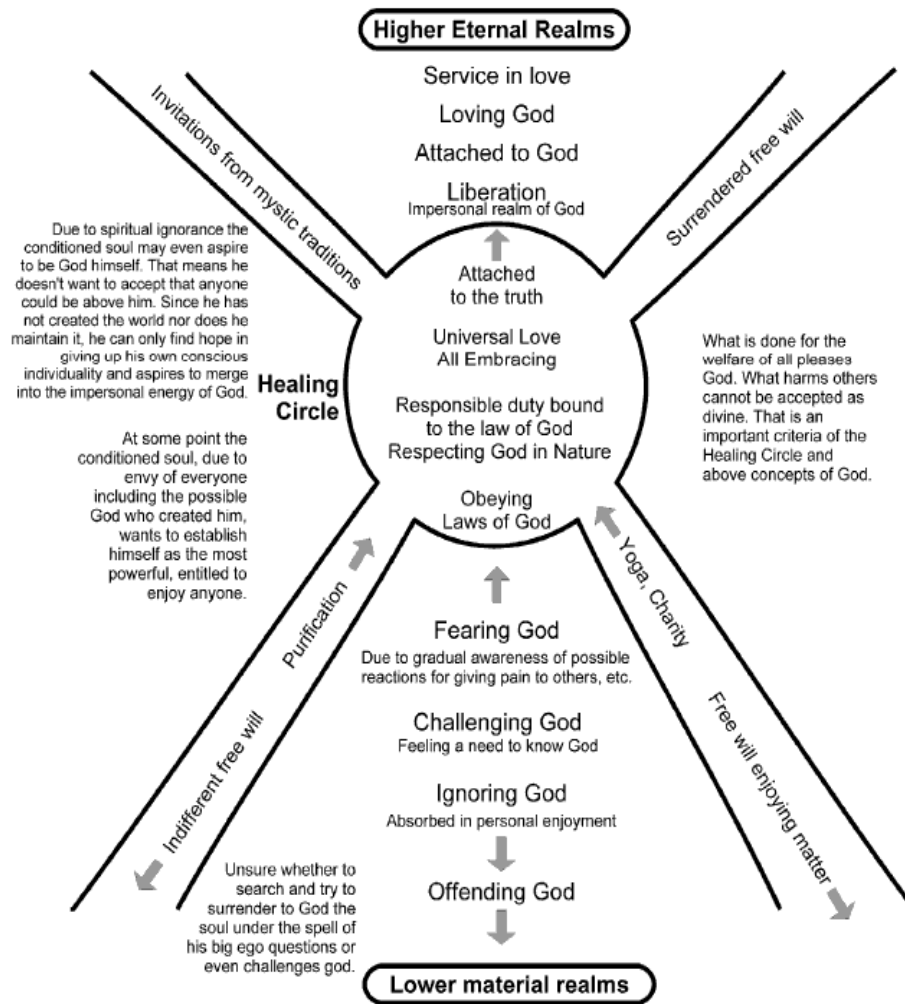 Higher Eternal Realms
Service in love
Loving God
Attached to God
Liberation
Impersonal realm of God
Invitations from mystic traditions
Surrendered free will
Due to spiritual ignorance the
conditioned soul may even aspire
to be God himself. That means he
doesn't want to accept that anyone
could be above him. Since he has
not created the world nor does he
maintain it, he can only find hope in
giving up his own conscious
individuality and aspires to merge
into the impersonal energy of God.
At some point the
conditioned soul, due to
envy of everyone
including the possible
God who created him,
wants to establish
himself as the most
powerful, entitled to
enjoy anyone.
Healing
Circle
Attached
to the truth
Universal Love
All Embracing
Responsible duty bound
to the law of God
Respecting God in Nature
Obeying
Laws of God
What is done for the
welfare of all pleases
God. What harms others
cannot be accepted as
divine. That is an
important criteria of the
Healing Circle and
above concepts of God.
Purification
Indifferent free will
Yoga, Charity
Free will enjoying matter
Fearing God
Due to gradual awareness of possible
reactions for giving pain to others, etc.
Challenging God
Feeling a need to know God
Ignoring God
Absorbed in personal enjoyment
Offending God
Unsure whether to
search and try to
surrender to God the
soul under the spell of
his big ego questions or
even challenges god.
Lower material realms